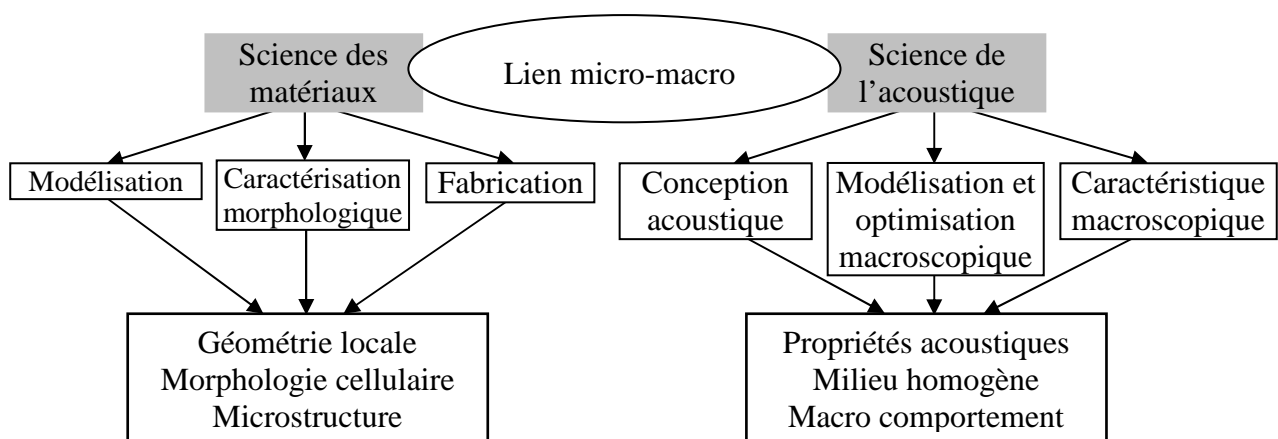 Science des
matériaux
Lien micro-macro
Science de
l’acoustique
Modélisation
Caractérisation
morphologique
Fabrication
Conception
acoustique
Modélisation et
optimisation
macroscopique
Caractéristique
macroscopique
Géométrie locale
Morphologie cellulaire
Microstructure
Propriétés acoustiques
Milieu homogène
Macro comportement